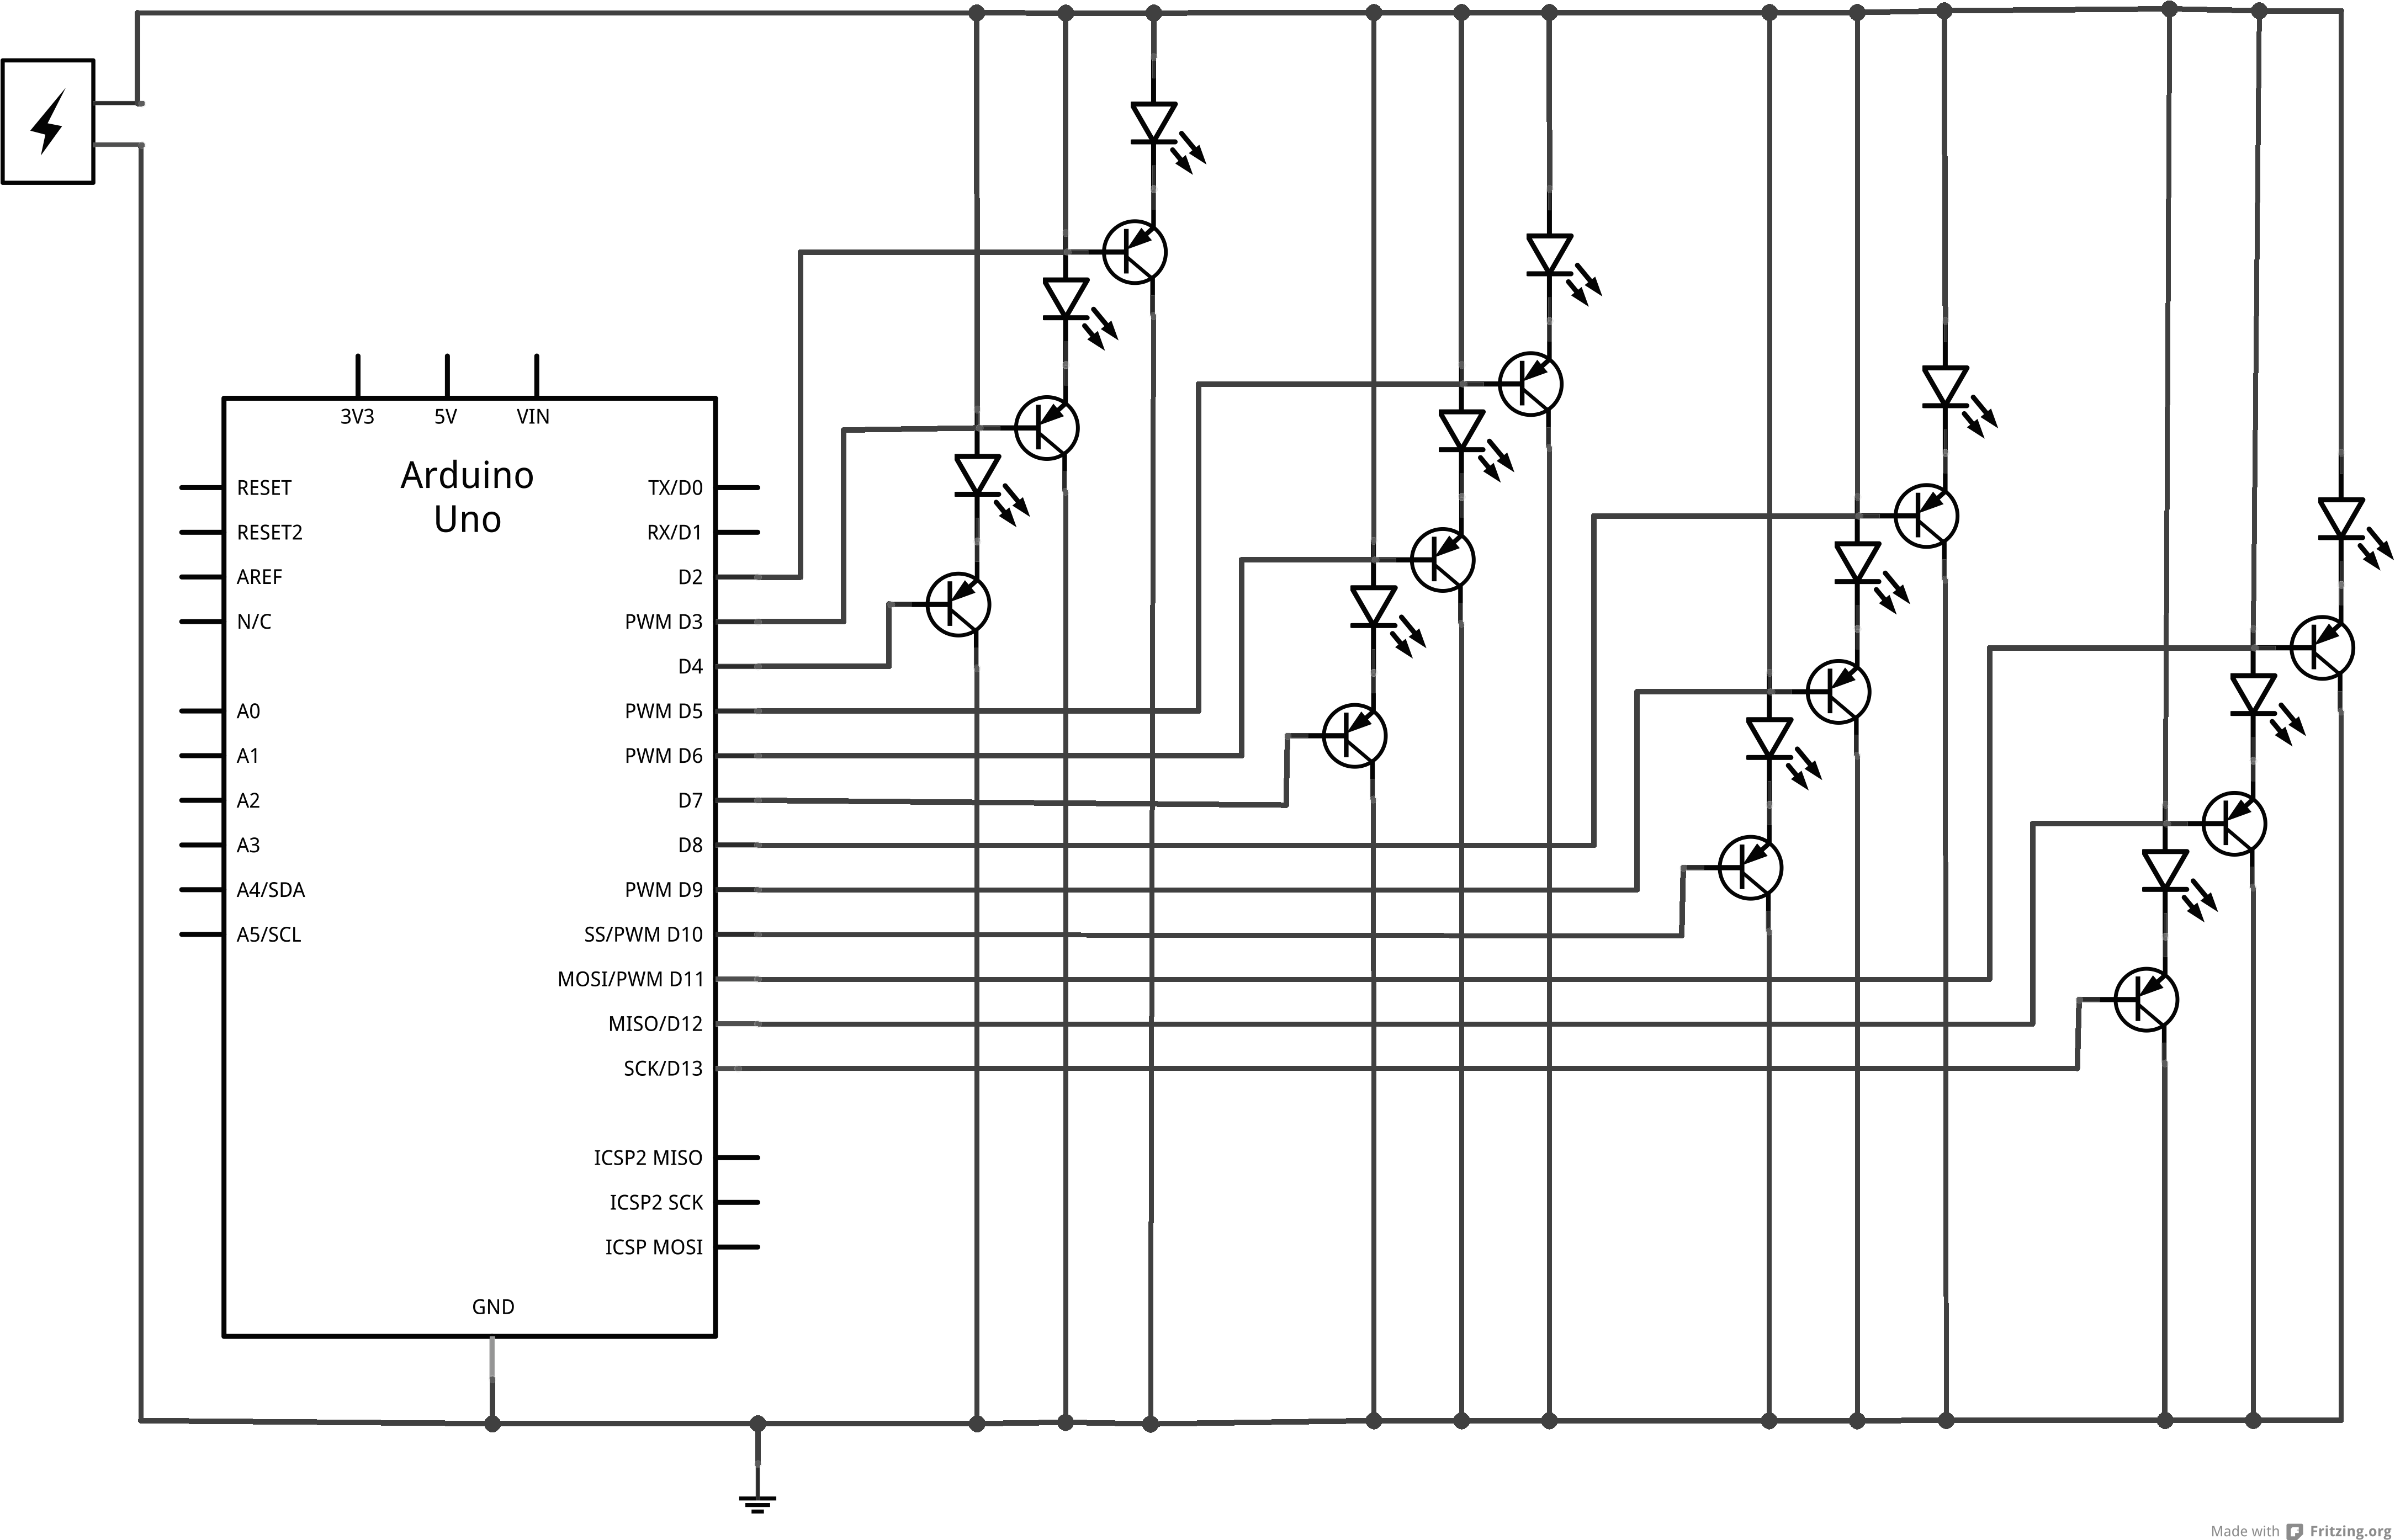 3V3
5V
VIN
Arduino
Uno
RESET
TX/D0
RESET2
RX/D1
AREF
D2
N/C
PWM D3
D4
A0
PWM D5
A1
PWM D6
A2
D7
A3
D8
A4/SDA
PWM D9
A5/SCL
SS/PWM D10
MOSI/PWM D11
MISO/D12
SCK/D13
ICSP2 MISO
ICSP2 SCK
ICSP MOSI
GND
Made with Fritzing.org